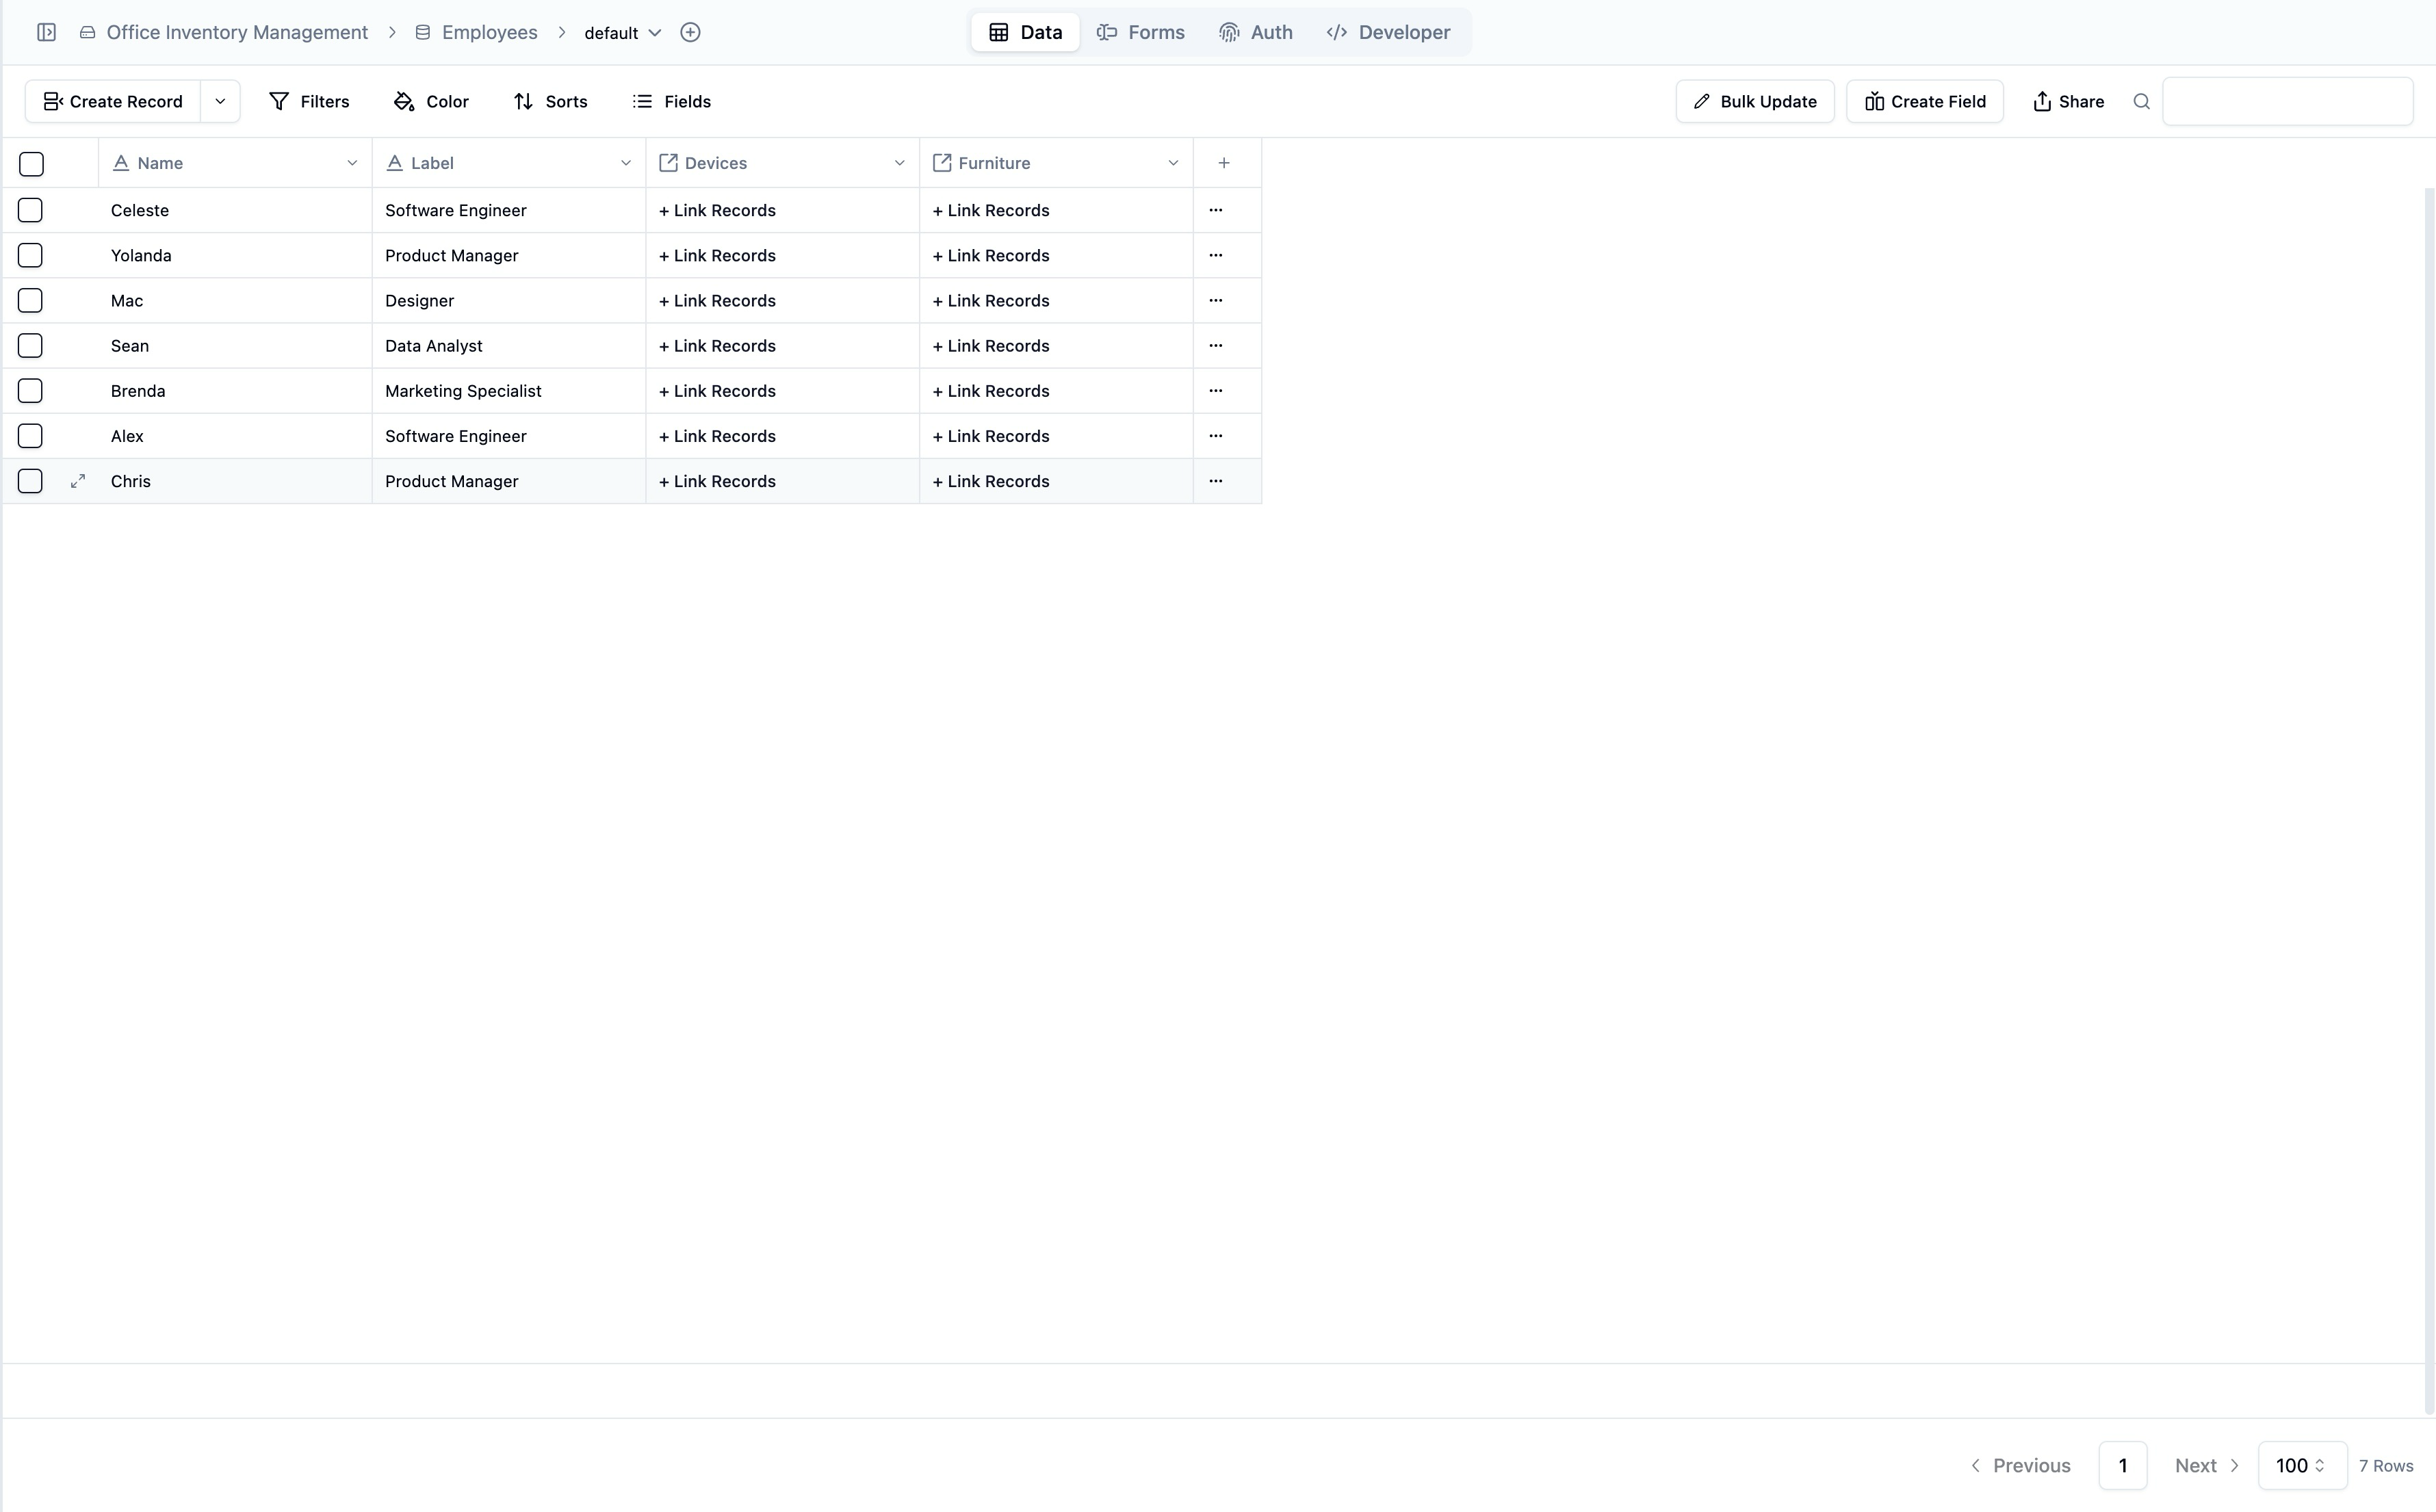 Office Inventory Management > Employees > default
Data Forms Auth Developer
Create Record Filters Color Sorts Fields Bulk Update Create Field Share
Name Label Devices Furniture +
Celeste Software Engineer + Link Records + Link Records ...
Yolanda Product Manager + Link Records + Link Records ...
Mac Designer + Link Records + Link Records ...
Sean Data Analyst + Link Records + Link Records ...
Brenda Marketing Specialist + Link Records + Link Records ...
Alex Software Engineer + Link Records + Link Records ...
Chris Product Manager + Link Records + Link Records ...
< Previous 1 Next > 100 7 Rows